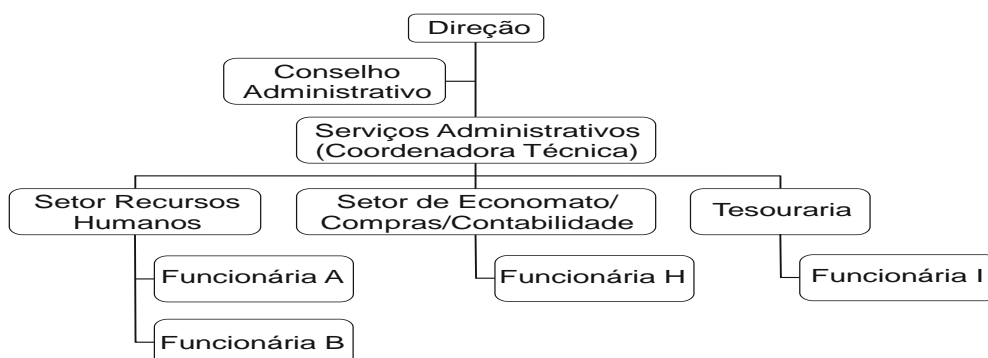 Direção
Conselho
Administrativo
Serviços Administrativos
(Coordenadora Técnica)
Setor Recursos
Humanos
Setor de Economato/
Compras/Contabilidade
Tesouraria
Funcionária A
Funcionária H
Funcionária I
Funcionária B